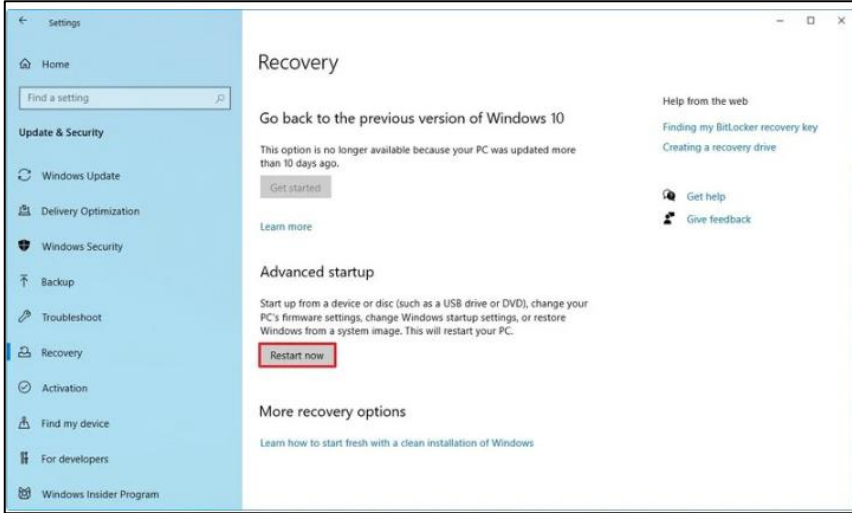 Settings
Home
Find a setting
Update & Security
Windows Update
Delivery Optimization
Windows Security
Backup
Troubleshoot
Recovery
Activation
Find my device
For developers
Windows Insider Program
Recovery
Go back to the previous version of Windows 10
This option is no longer available because your PC was updated more
than 10 days ago.
Get started
Learn more
Advanced startup
Start up from a device or disc (such as a USB drive or DVD), change your
PC's firmware settings, change Windows startup settings, or restore
Windows from a system image. This will restart your PC.
Restart now
More recovery options
Learn how to start fresh with a clean installation of Windows
Help from the web
Finding my BitLocker recovery key
Creating a recovery drive
Get help
Give feedback